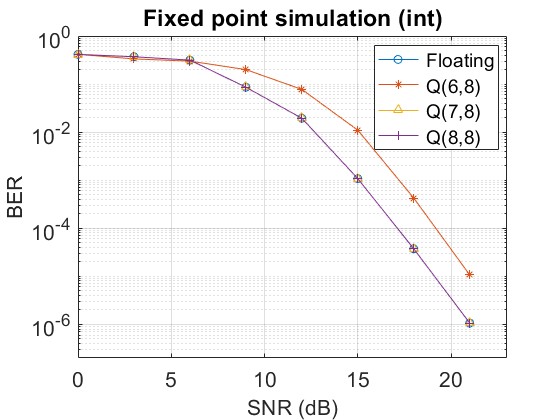 Fixed point simulation (int)
10^0
10^-2
10^-4
10^-6
BER
Floating
Q(6,8)
Q(7,8)
Q(8,8)
0 5 10 15 20
SNR (dB)